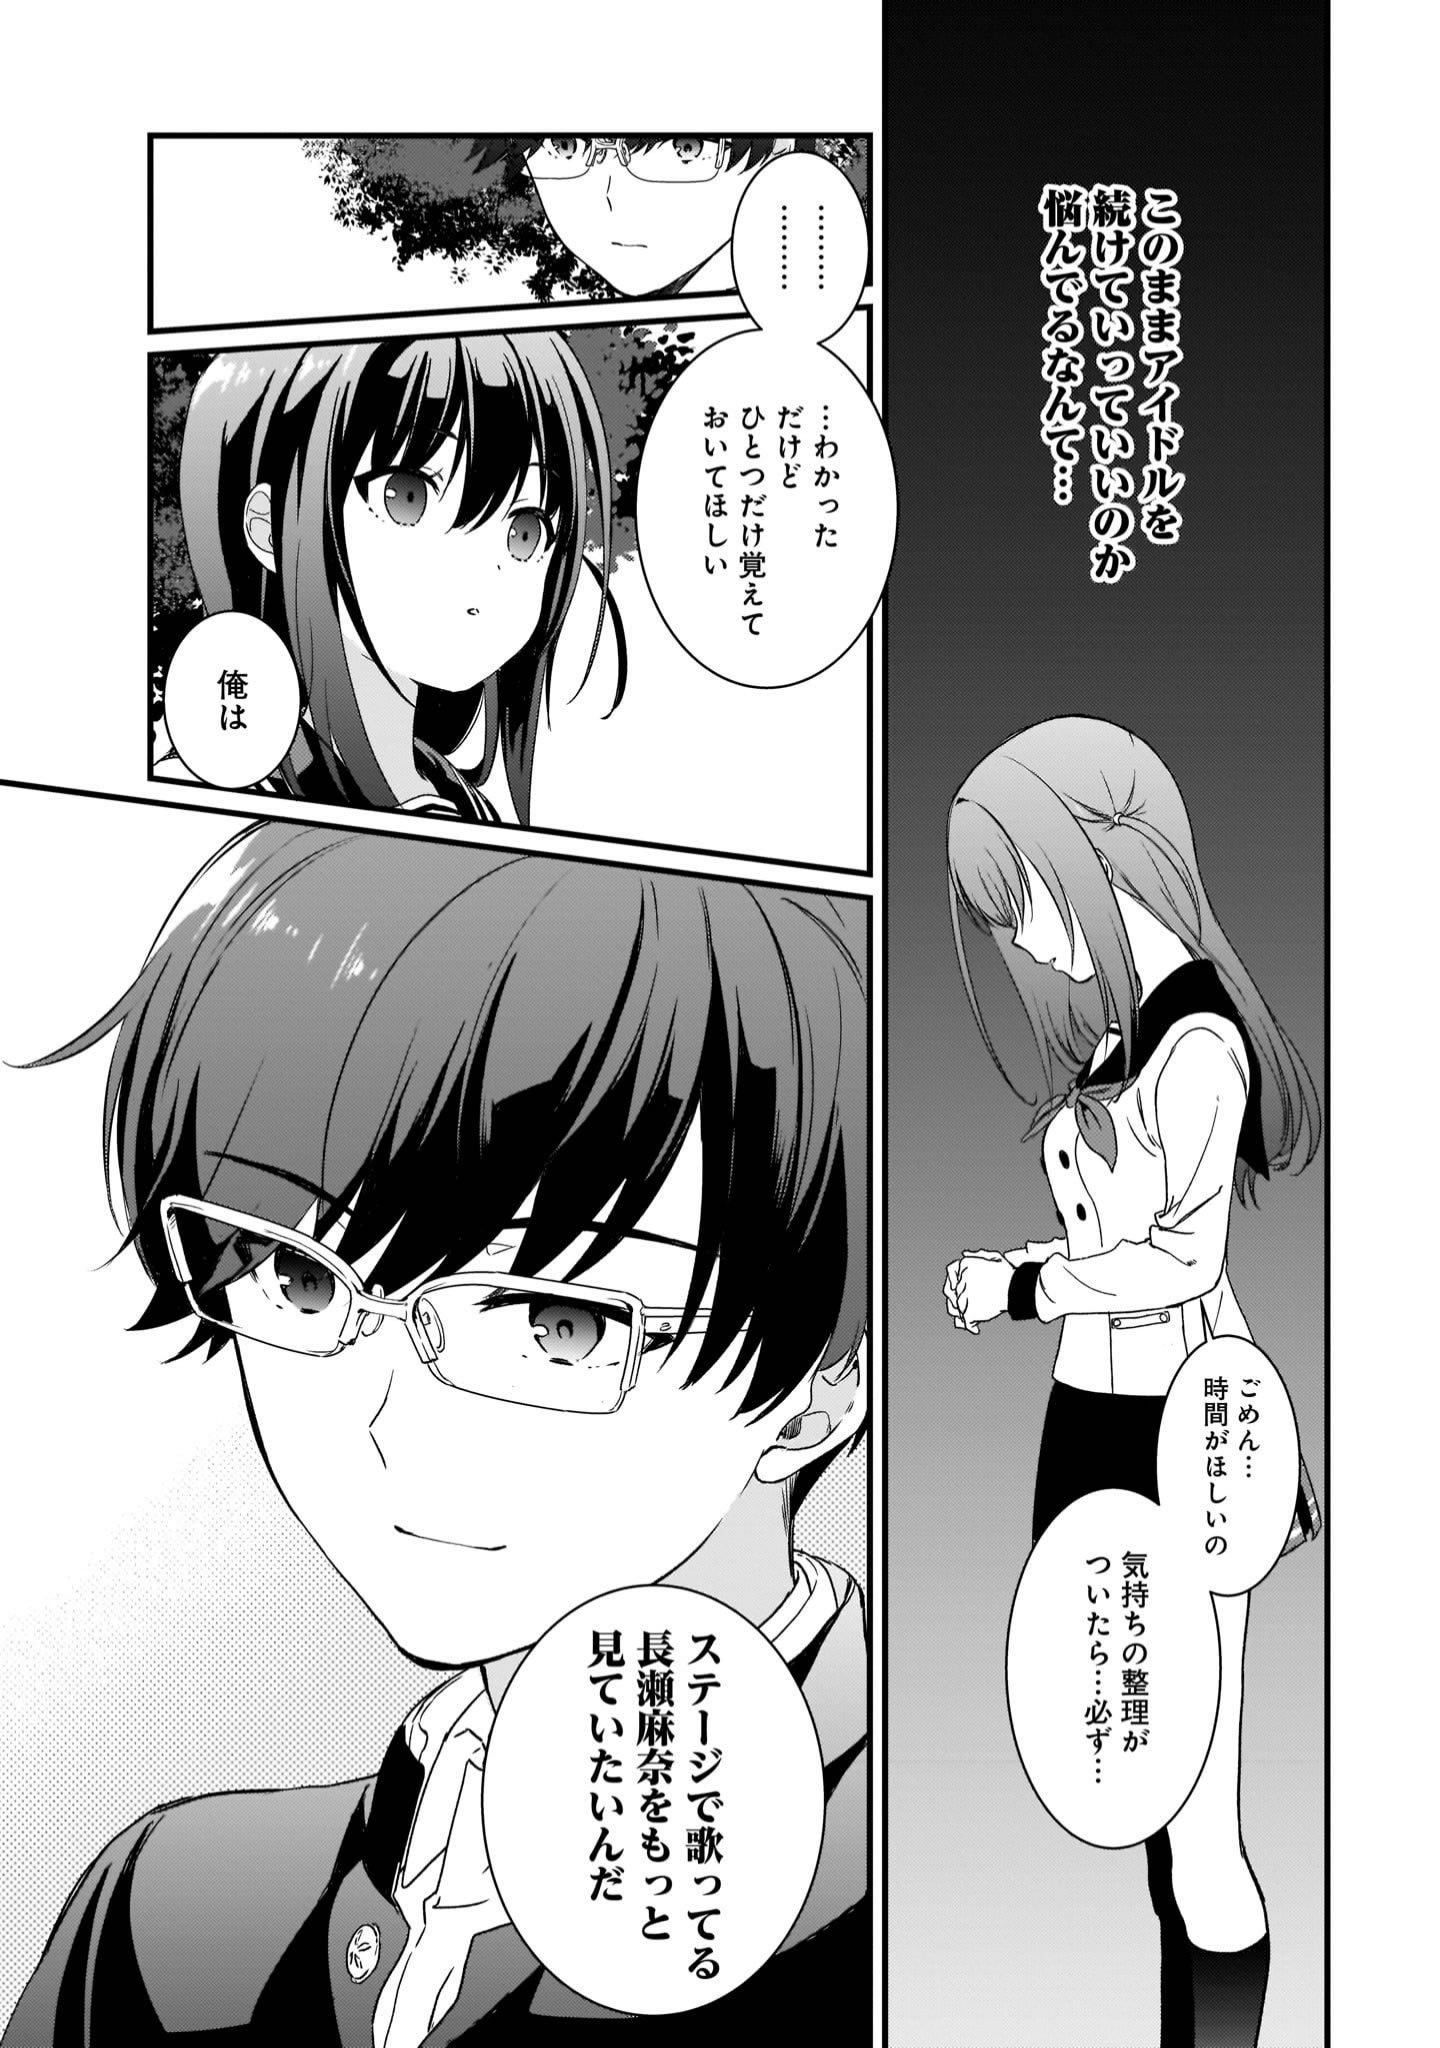 このままアイドルを
続けていっていいのか
悩んでるなんて…
ごめん…
時間がほしいの
気持ちの整理が
ついたら…必ず…
………
………
…わかった
だけど
ひとつだけ覚えて
おいてほしい
俺は
ステージで歌ってる
長瀬麻奈をもっと
見ていたいんだ